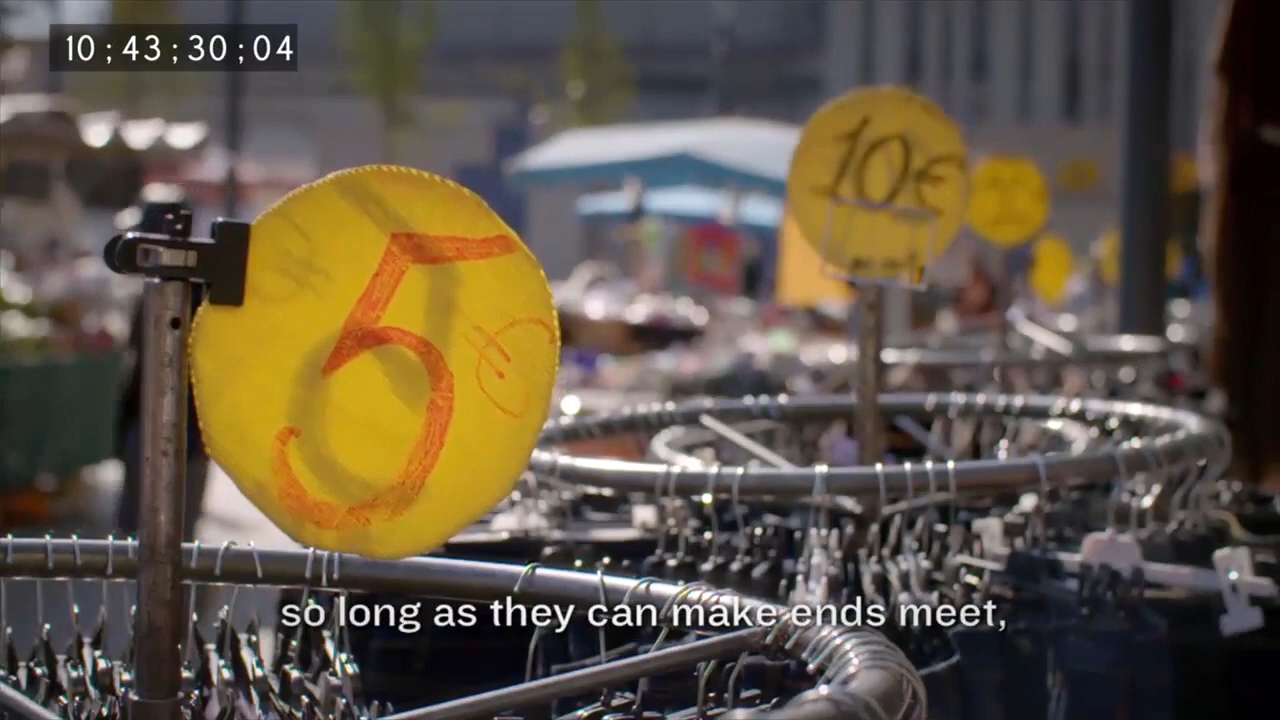 10;43;30;04
5
€
10€
so long as they can make ends meet,